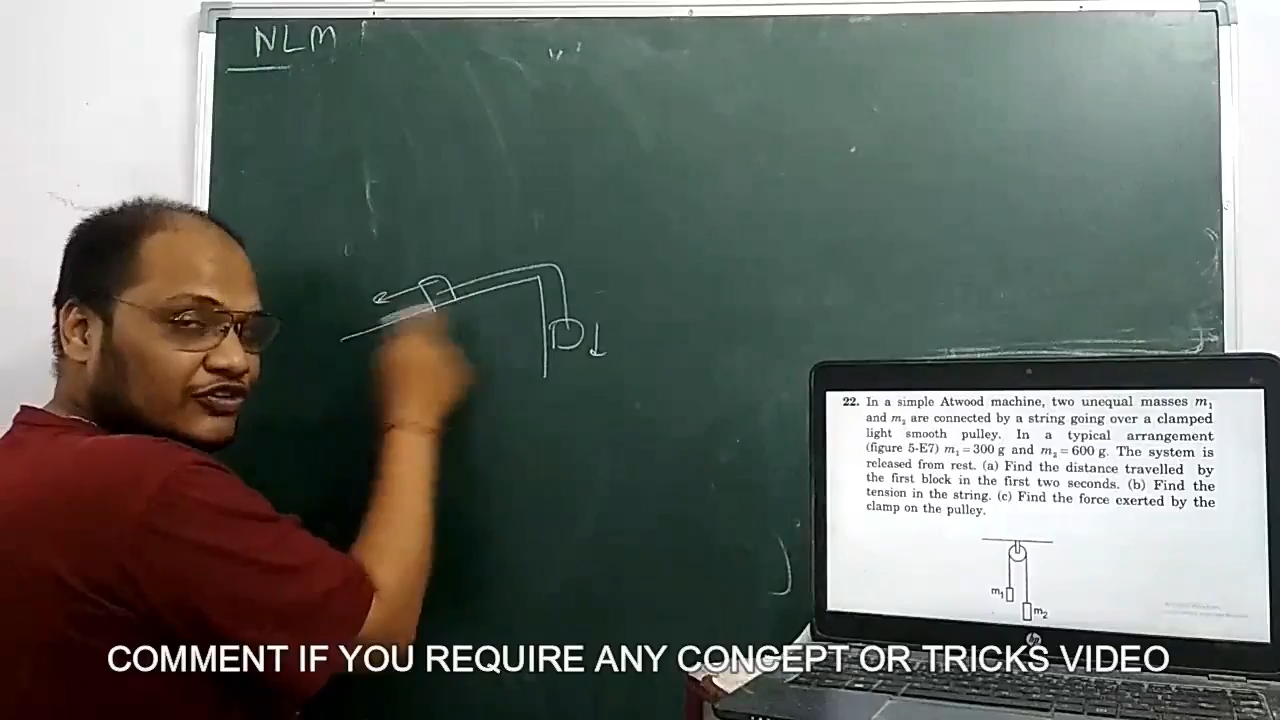 NLM
22. In a simple Atwood machine, two unequal masses m₁
and m₂ are connected by a string going over a clamped
light smooth pulley. In a typical arrangement
(figure 5-E7) m₁ = 300 g and m₂ = 600 g. The system is
released from rest. (a) Find the distance travelled by
the first block in the first two seconds. (b) Find the
tension in the string. (c) Find the force exerted by the
clamp on the pulley.
m₁
m₂
hp
COMMENT IF YOU REQUIRE ANY CONCEPT OR TRICKS VIDEO